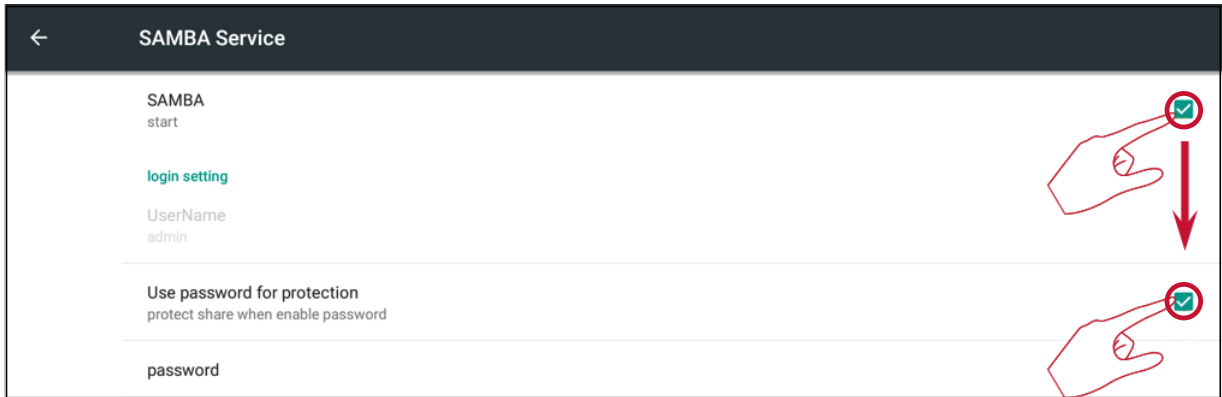 SAMBA Service
SAMBA
start
login setting
UserName
admin
Use password for protection
protect share when enable password
password